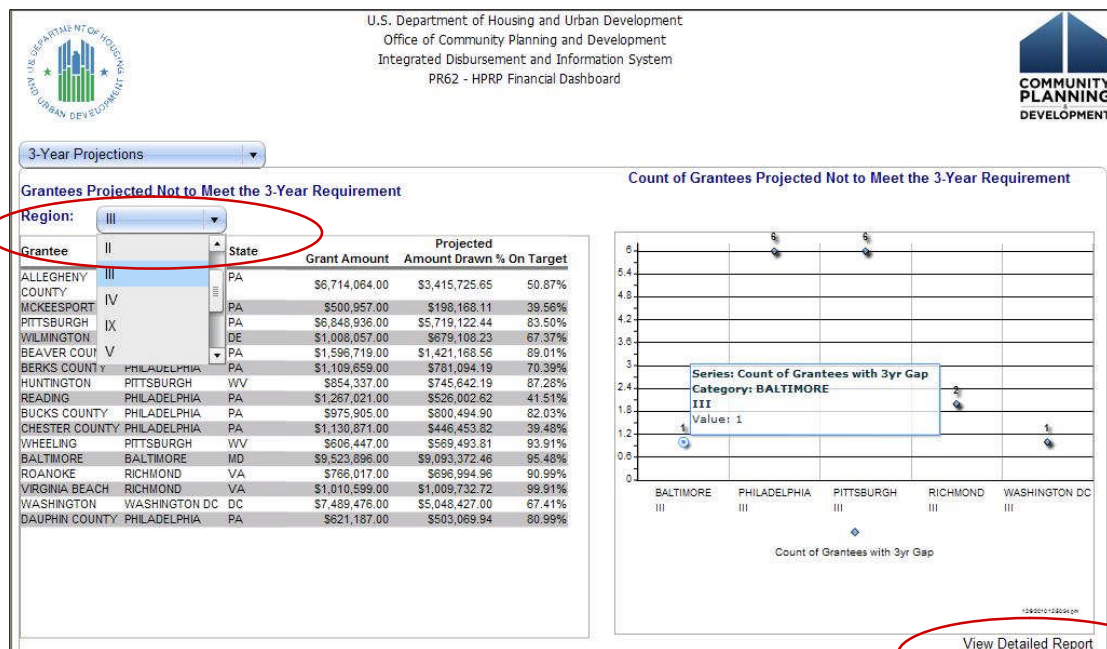 U.S. Department of Housing and Urban Development
Office of Community Planning and Development
Integrated Disbursement and Information System
PR62 - HPRP Financial Dashboard
U.S. DEPARTMENT OF HOUSING
AND URBAN DEVELOPMENT
COMMUNITY
PLANNING
&
DEVELOPMENT
3-Year Projections
Grantees Projected Not to Meet the 3-Year Requirement
Region: III
II
III
IV
IX
V
Grantee State Grant Amount Projected
Amount Drawn % On Target
ALLEGHENY
COUNTY PA $6,714,064.00 $3,415,725.65 50.87%
MCKEESPORT PA $500,957.00 $198,168.11 39.56%
PITTSBURGH PA $6,848,936.00 $5,719,122.44 83.50%
WILMINGTON DE $1,008,057.00 $679,108.23 67.37%
BEAVER COUN PA $1,596,719.00 $1,421,168.56 89.01%
BERKS COUNTY PHILADELPHIA PA $1,109,659.00 $781,094.19 70.39%
HUNTINGTON PITTSBURGH WV $854,337.00 $745,642.19 87.28%
READING PHILADELPHIA PA $1,267,021.00 $526,002.62 41.51%
BUCKS COUNTY PHILADELPHIA PA $975,905.00 $800,494.90 82.03%
CHESTER COUNTY PHILADELPHIA PA $1,130,871.00 $446,453.82 39.48%
WHEELING PITTSBURGH WV $606,447.00 $569,493.81 93.91%
BALTIMORE BALTIMORE MD $9,523,896.00 $9,093,372.46 95.48%
ROANOKE RICHMOND VA $766,017.00 $696,994.96 90.99%
VIRGINIA BEACH RICHMOND VA $1,010,599.00 $1,009,732.72 99.91%
WASHINGTON WASHINGTON DC DC $7,489,476.00 $5,048,427.00 67.41%
DAUPHIN COUNTY PHILADELPHIA PA $621,187.00 $503,069.94 80.99%
Count of Grantees Projected Not to Meet the 3-Year Requirement
6 6
6
5.4
4.8
4.2
3.6
3
2.4
1.8
1.2
0.6
0
Series: Count of Grantees with 3yr Gap
Category: BALTIMORE
III
Value: 1
1 2 1
BALTIMORE PHILADELPHIA PITTSBURGH RICHMOND WASHINGTON DC
III III III III III
Count of Grantees with 3yr Gap
View Detailed Report